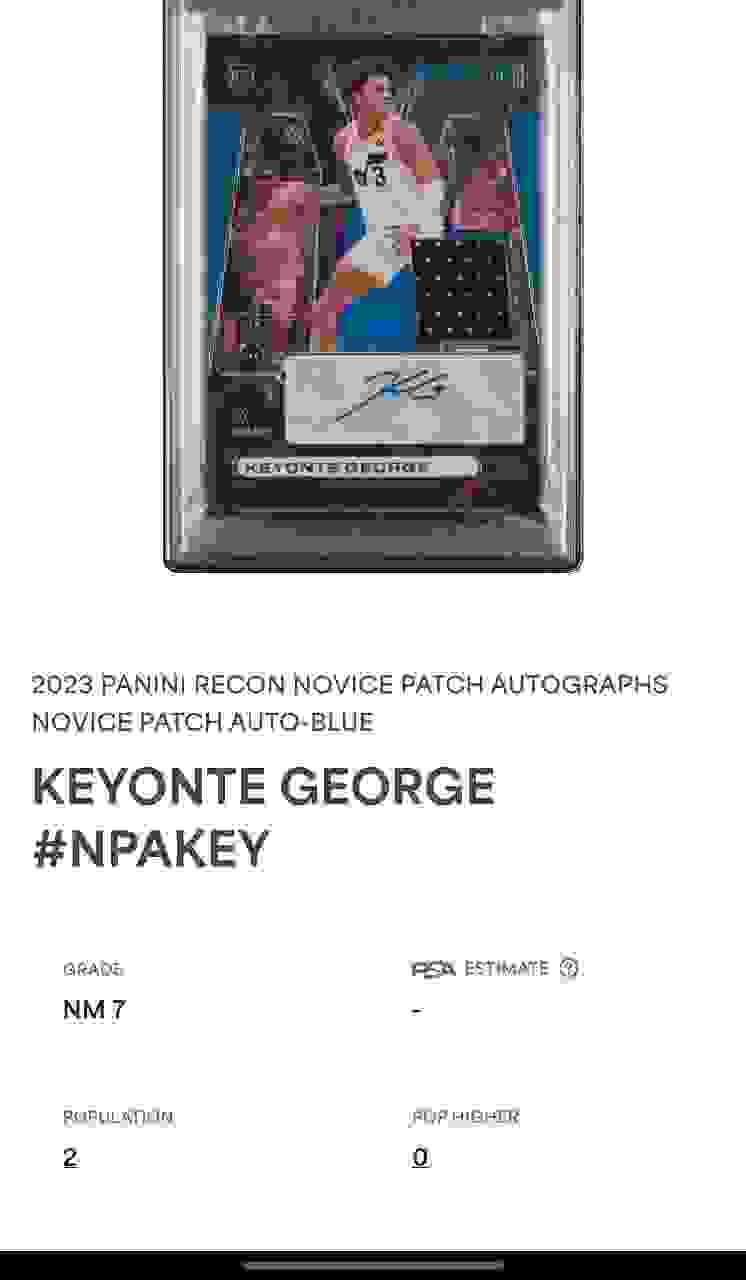 3
KEYONTE GEORGE
2023 PANINI RECON NOVICE PATCH AUTOGRAPHS
NOVICE PATCH AUTO-BLUE
KEYONTE GEORGE
#NPAKEY
GRADE
PSA ESTIMATE ?
NM 7
-
POPULATION
POP HIGHER
2
0